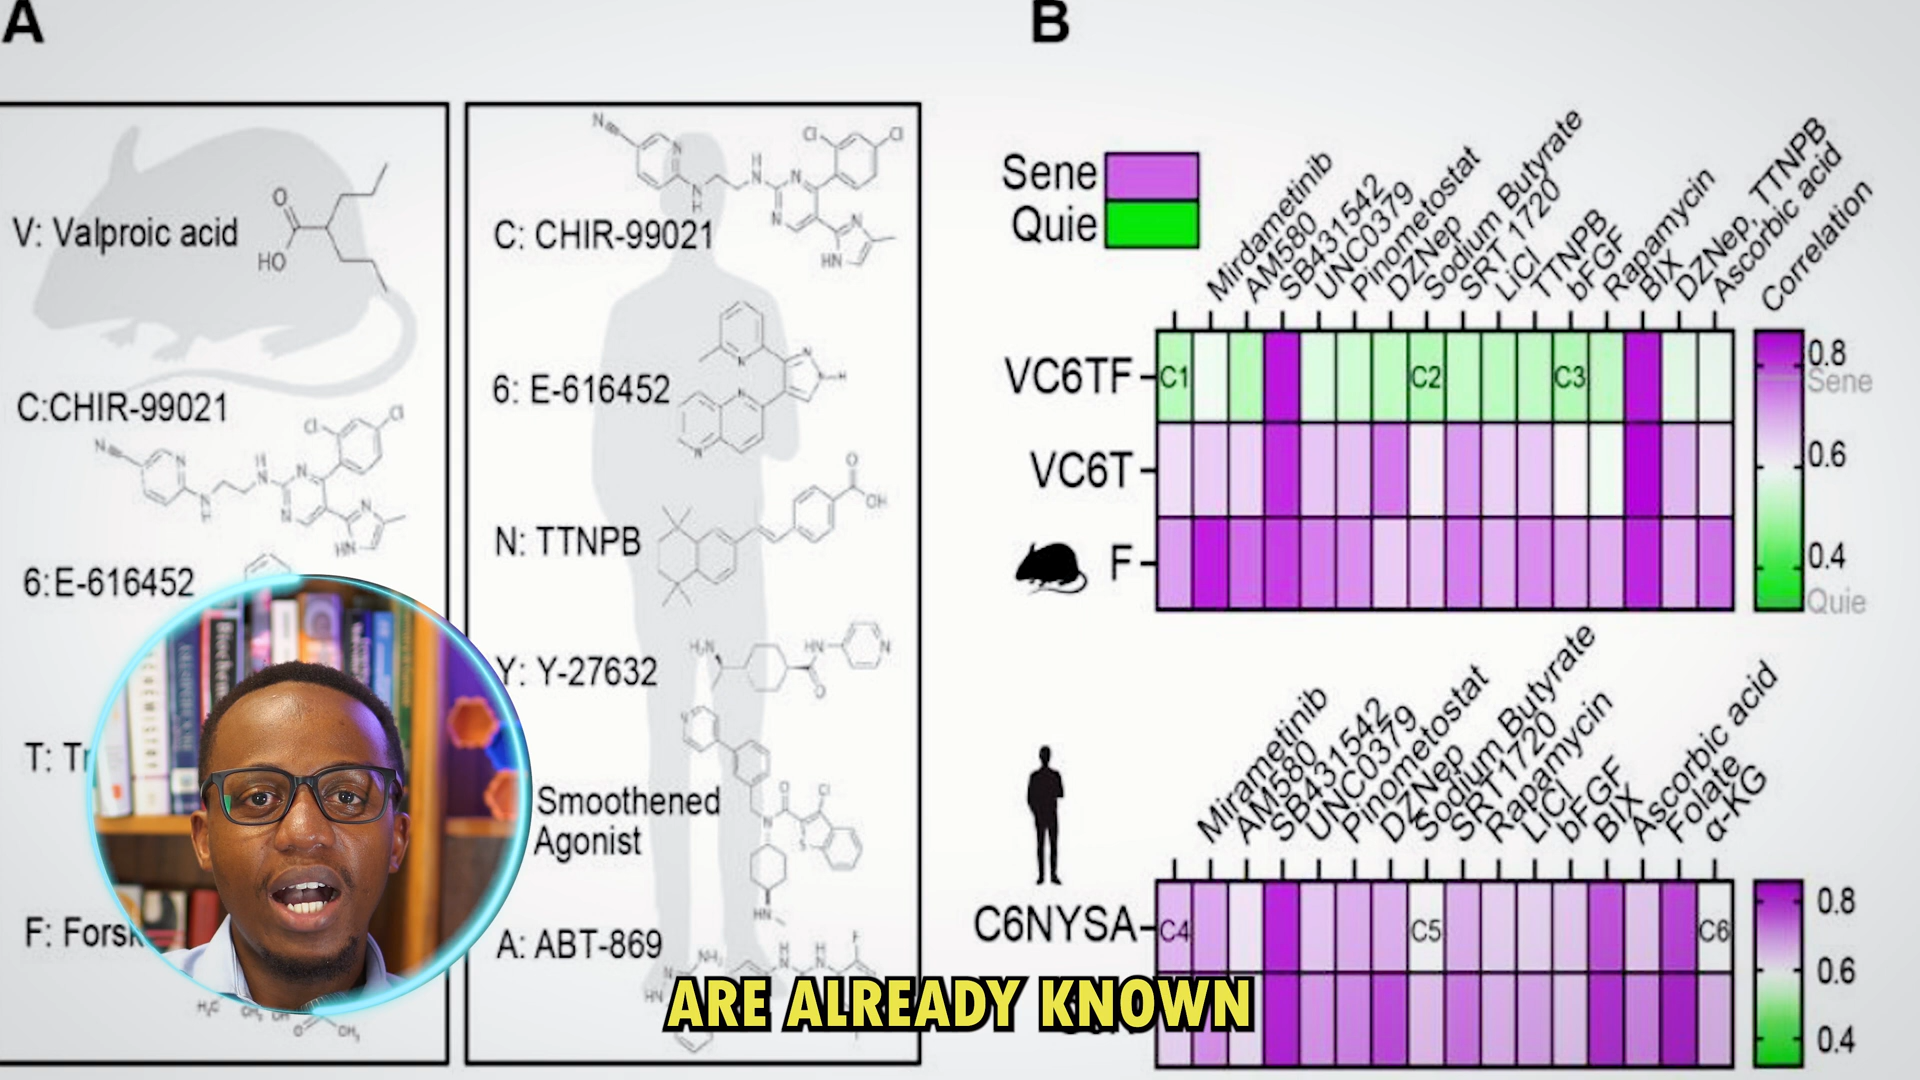 A
V: Valproic acid
C:CHIR-99021
6:E-616452
C: CHIR-99021
6: E-616452
N: TTNPB
Y: Y-27632
Smoothened
Agonist
A: ABT-869
B
Sene
Quie
Mirdametinib
AM580
SB431542
UNC0379
Pinometostat
DZNep
Sodium Butyrate
SRT 1720
LiCl
TTNPB
bFGF
Rapamycin
BIX
DZNep, TTNPB
Ascorbic acid
Correlation
VC6TF
C1
C2
C3
VC6T
F
0.8
Sene
0.6
0.4
Quie
Mirametinib
AM580
SB431542
UNC0379
Pinometostat
DZNep
Sodium Butyrate
SRT1720
Rapamycin
LiCl
bFGF
BIX
Ascorbic acid
Folate
α-KG
C6NYSA
C4
C5
C6
0.8
0.6
0.4
ARE ALREADY KNOWN